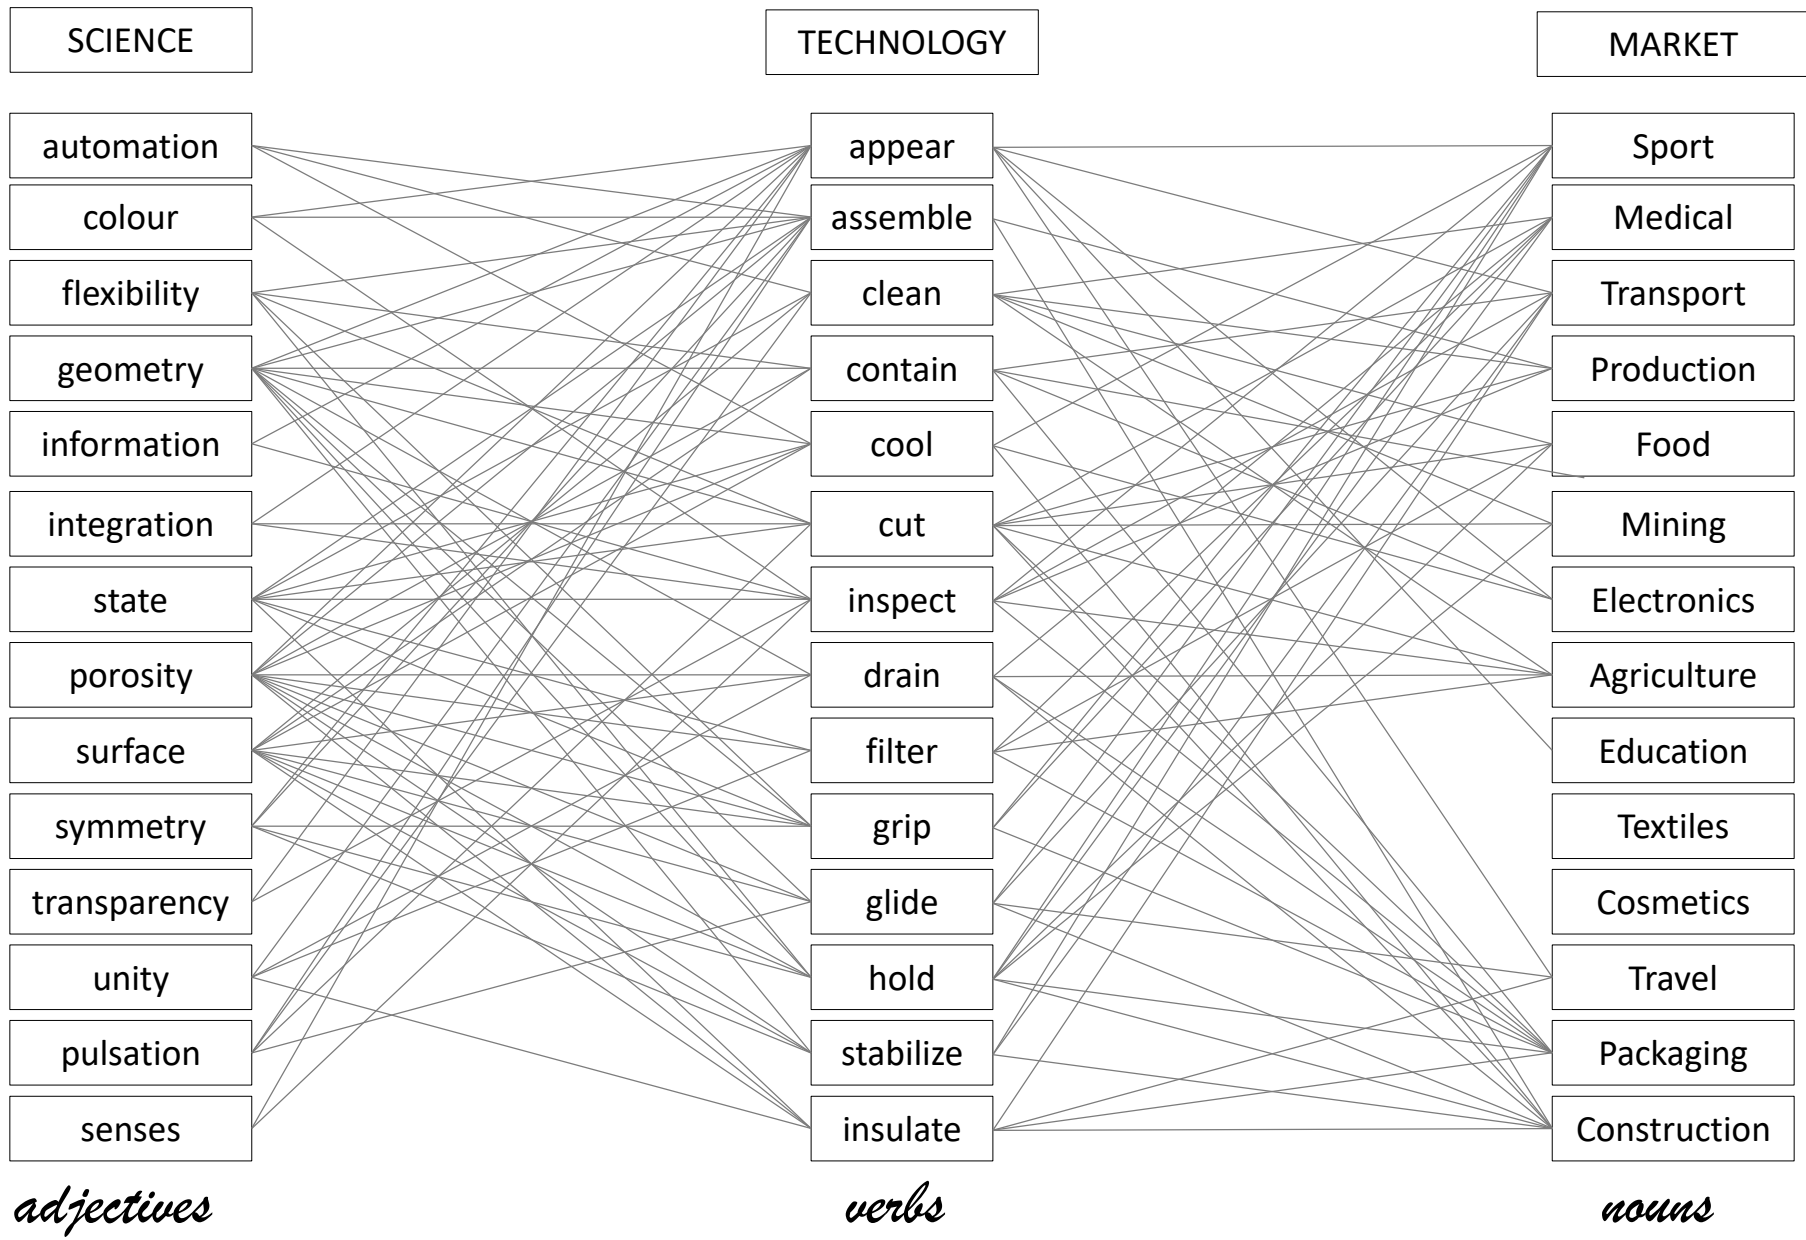 SCIENCE TECHNOLOGY MARKET
automation appear Sport
colour assemble Medical
flexibility clean Transport
geometry contain Production
information cool Food
integration cut Mining
state inspect Electronics
porosity drain Agriculture
surface filter Education
symmetry grip Textiles
transparency glide Cosmetics
unity hold Travel
pulsation stabilize Packaging
senses insulate Construction
adjectives verbs nouns